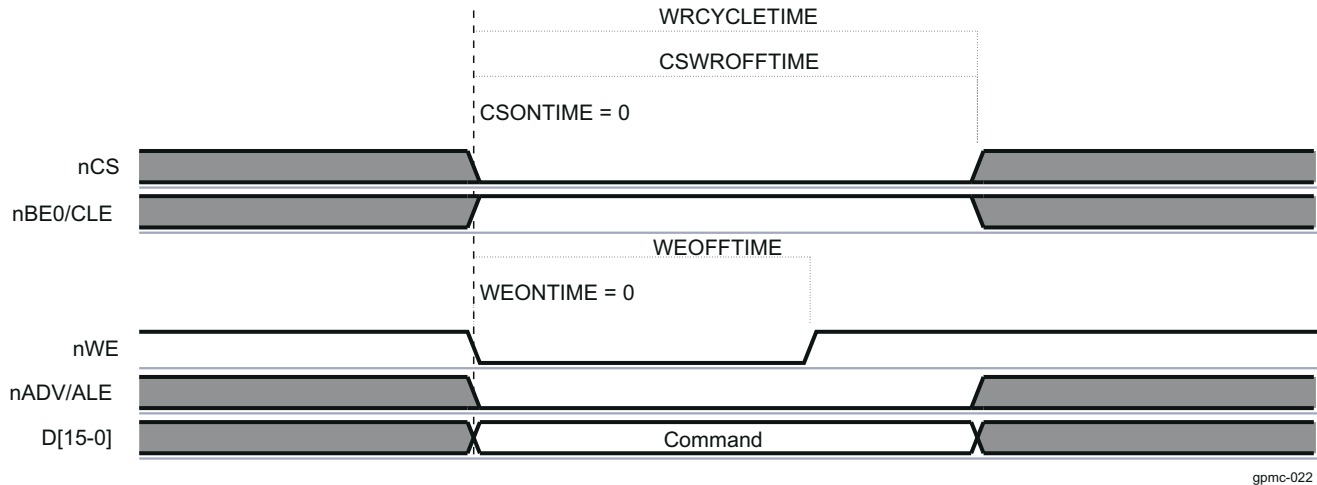 WRCYCLETIME
CSWROFFTIME
CSONTIME = 0
nCS
nBE0/CLE
WEOFFTIME
WEONTIME = 0
nWE
nADV/ALE
D[15-0] Command
gpmc-022